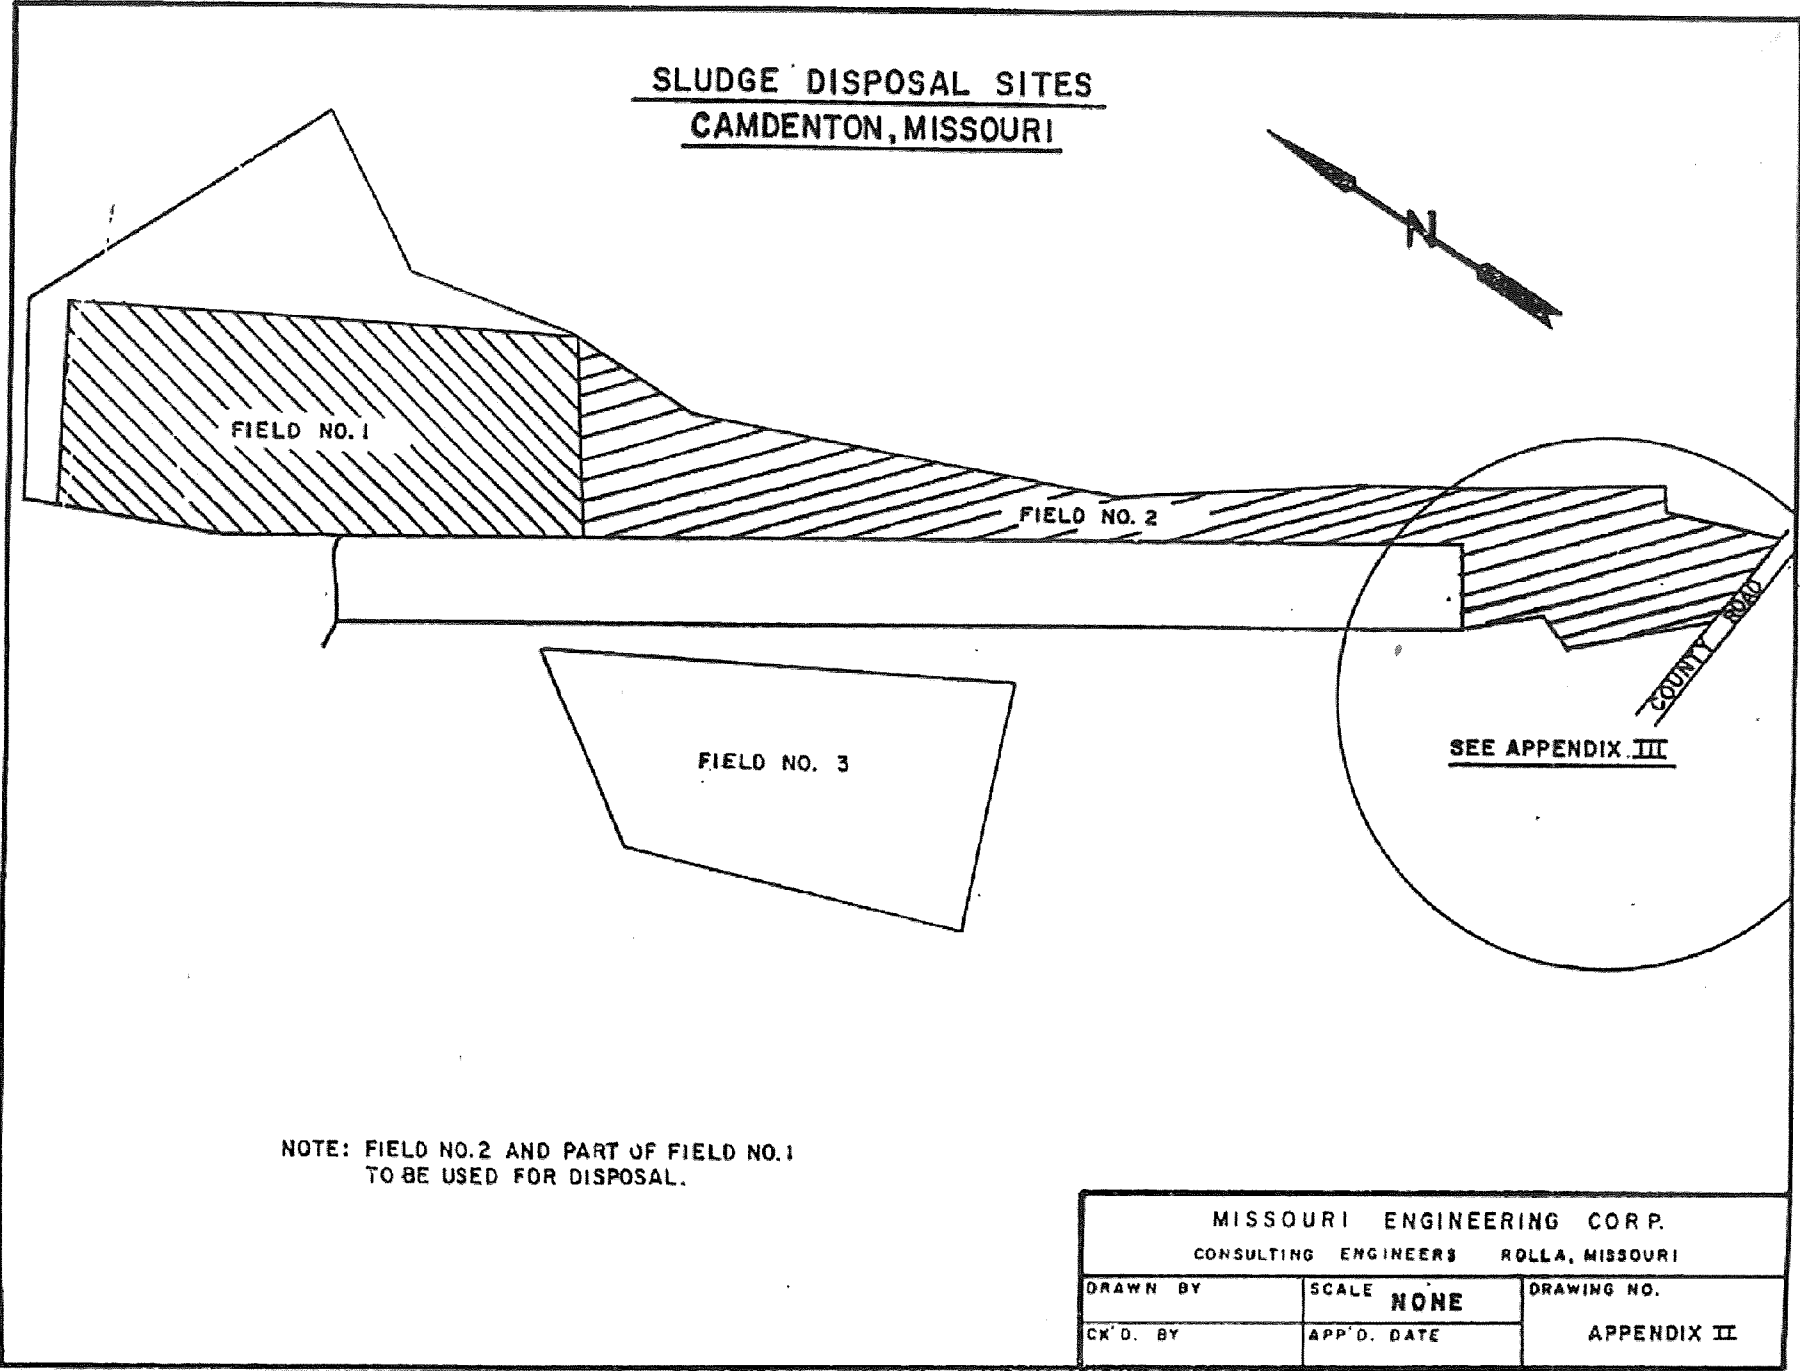 SLUDGE DISPOSAL SITES
CAMDENTON, MISSOURI
N
FIELD NO. 1
FIELD NO. 2
COUNTY ROAD
FIELD NO. 3
SEE APPENDIX III
NOTE: FIELD NO.2 AND PART OF FIELD NO.1
TO BE USED FOR DISPOSAL.
MISSOURI ENGINEERING CORP.
CONSULTING ENGINEERS ROLLA, MISSOURI
DRAWN BY
SCALE NONE
DRAWING NO.
CK'D. BY
APP'D. DATE
APPENDIX II